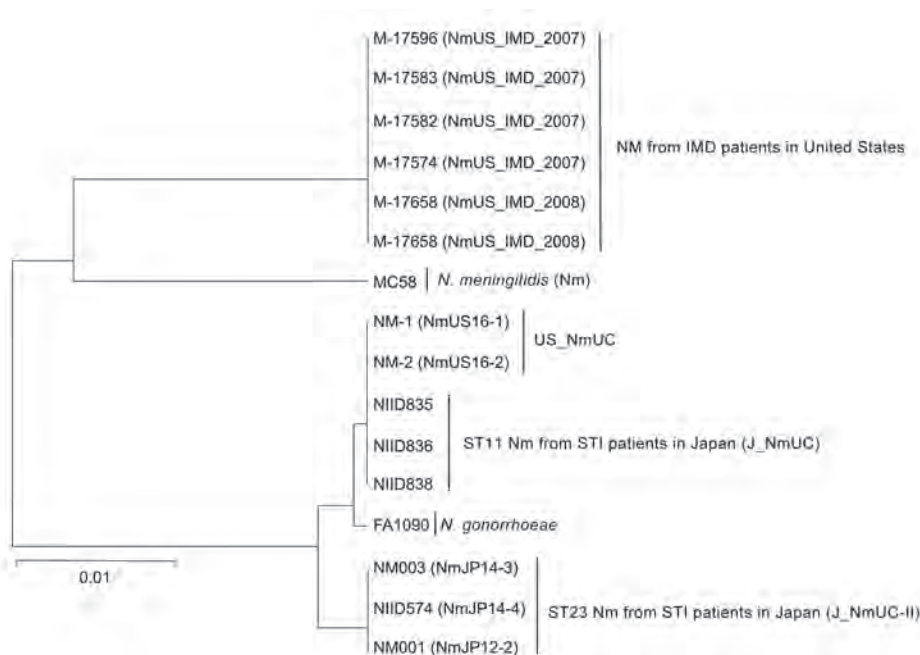 M-17596 (NmUS_IMD_2007)
M-17583 (NmUS_IMD_2007)
M-17582 (NmUS_IMD_2007)
M-17574 (NmUS_IMD_2007)
M-17658 (NmUS_IMD_2008)
M-17658 (NmUS_IMD_2008)
NM from IMD patients in United States
MC58
N. meningilidis (Nm)
NM-1 (NmUS16-1)
NM-2 (NmUS16-2)
US_NmUC
NIID835
NIID836
NIID838
ST11 Nm from STI patients in Japan (J_NmUC)
FA1090
N. gonorrhoeae
NM003 (NmJP14-3)
NIID574 (NmJP14-4)
NM001 (NmJP12-2)
ST23 Nm from STI patients in Japan (J_NmUC-II)
0.01